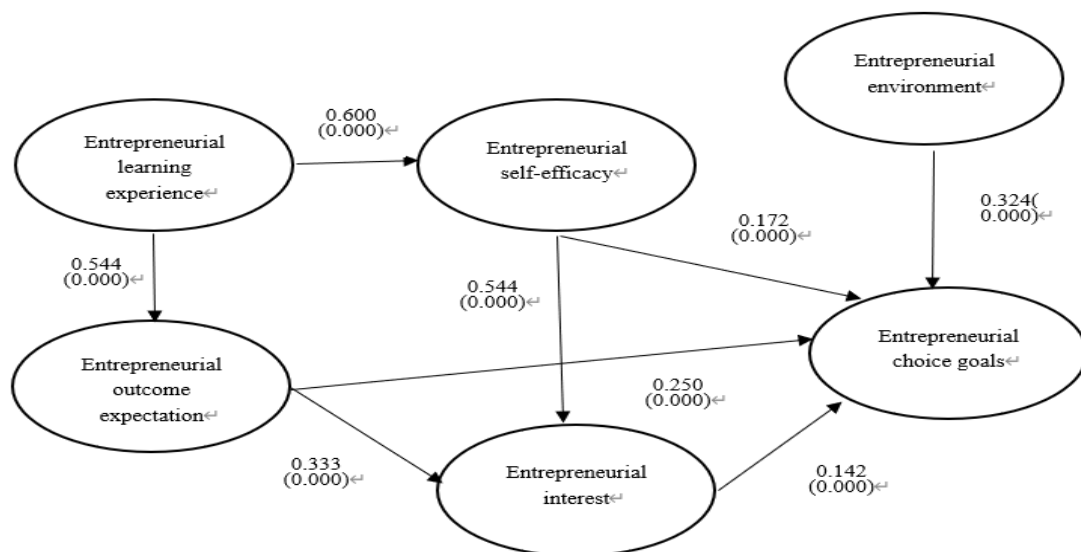 Entrepreneurial
environment↵
0.600
(0.000)↵
Entrepreneurial
learning
experience↵
Entrepreneurial
self-efficacy↵
0.324(
0.000)↵
0.172
(0.000)↵
0.544
(0.000)↵
0.544
(0.000)↵
Entrepreneurial
choice goals↵
Entrepreneurial
outcome
expectation↵
0.250
(0.000)↵
0.333
(0.000)↵
Entrepreneurial
interest↵
0.142
(0.000)↵